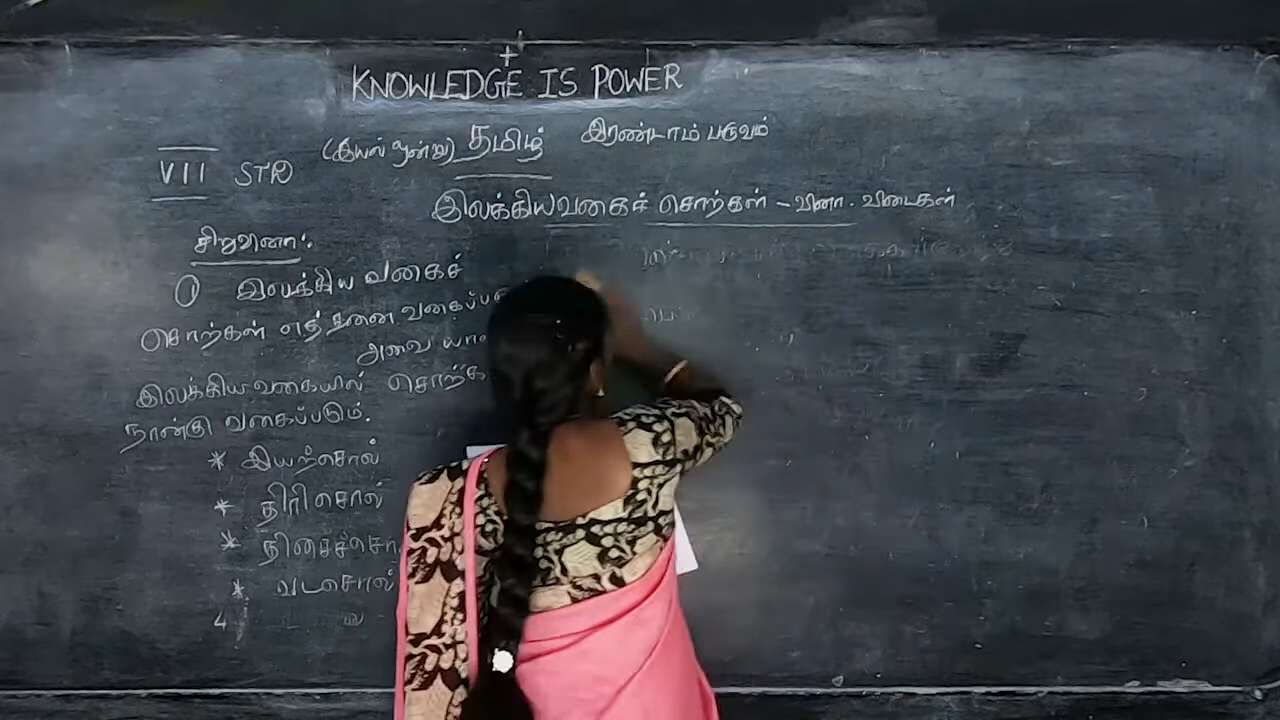 KNOWLEDGE IS POWER
(இயல் மூன்று) தமிழ் இரண்டாம் பருவம்
VII STD
இலக்கியவகைச் சொற்கள் - வினா. விடைகள்
சிறுவினா:
① இலக்கிய வகைச்
சொற்கள் எத்தனை வகைப்ப
அவை யா
இலக்கியவகையில் சொற்க
நான்கு வகைப்படும்.
* இயற்சொல்
* திரிசொல்
* திசைச்சொ
* வடசொல்